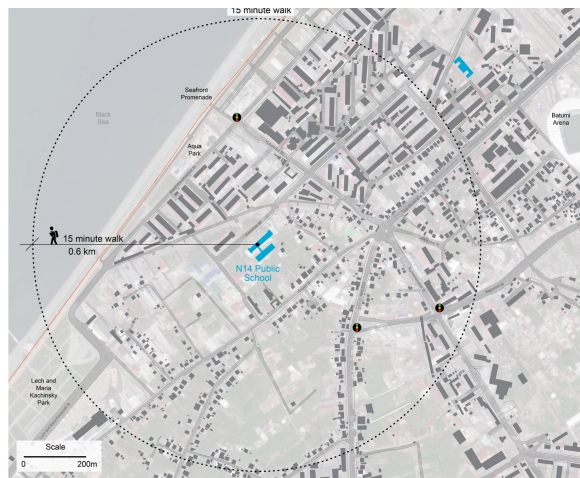 15 minute walk
Seafront
Promenade
Black
Sea
Batumi
Arena
Aqua
Park
15 minute walk
0.6 km
N14 Public
School
Lech and
Maria
Kachinsky
Park
Scale
0
200m